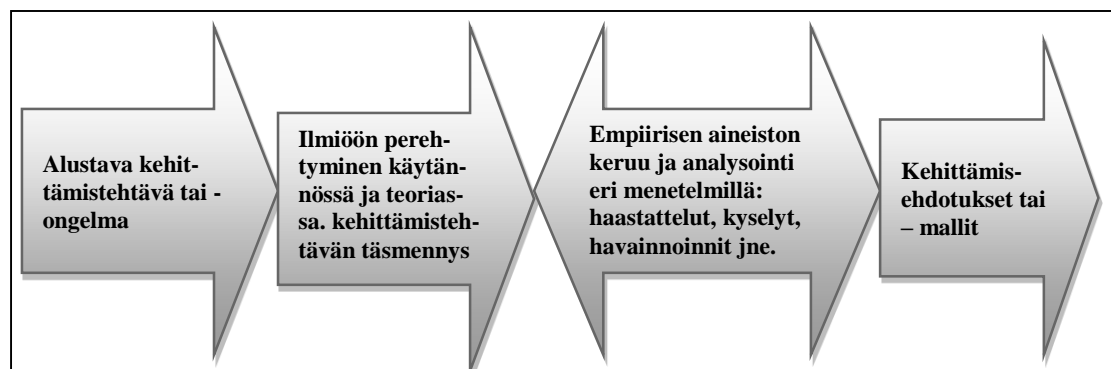 Alustava kehit-
tämistehtävä tai -
ongelma
Ilmiöön pereh-
tyminen käytän-
nössä ja teorias-
sa. kehittämisteh-
tävän täsmennys
Empiirisen aineiston
keruu ja analysointi
eri menetelmillä:
haastattelut, kyselyt,
havainnoinnit jne.
Kehittämis-
ehdotukset tai
– mallit